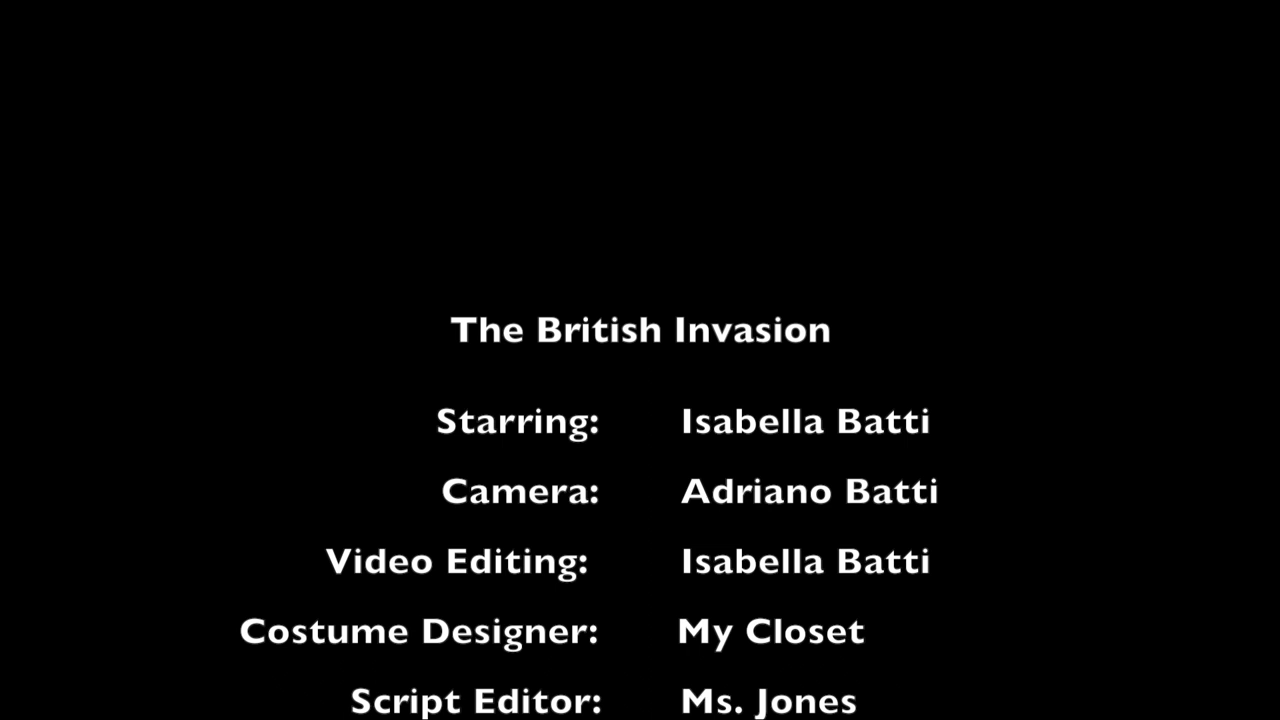 The British Invasion
Starring: Isabella Batti
Camera: Adriano Batti
Video Editing: Isabella Batti
Costume Designer: My Closet
Script Editor: Ms. Jones